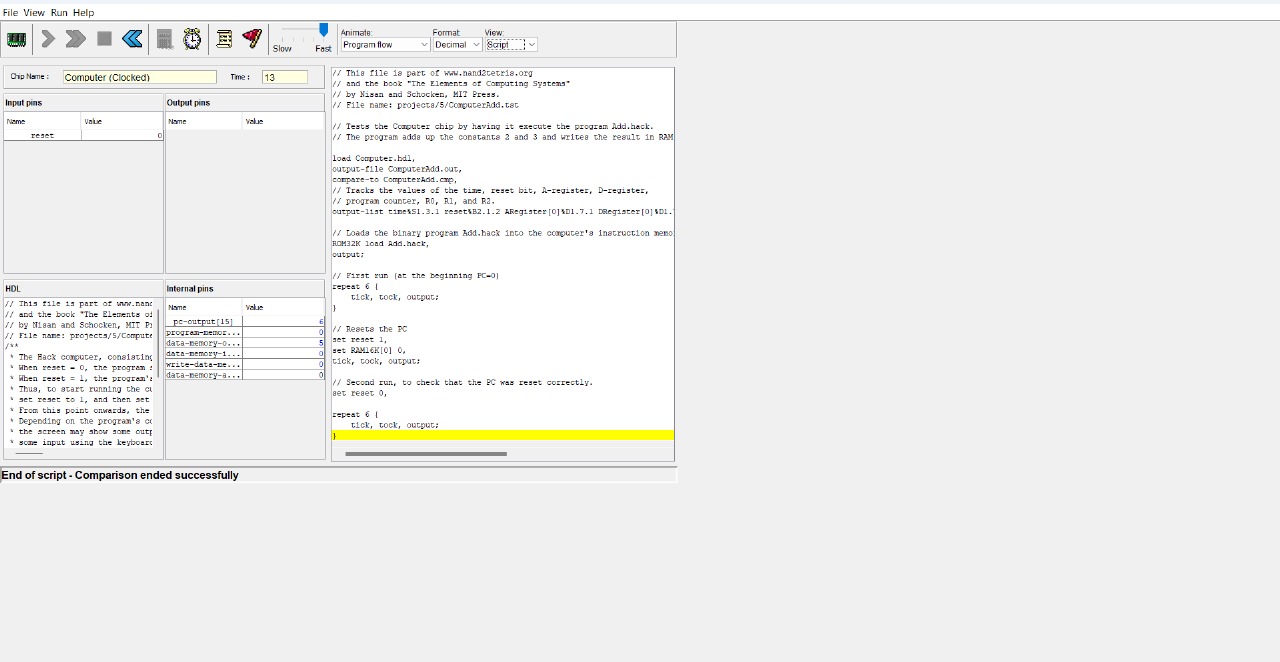 File View Run Help
Slow Fast
Animate: Format: View:
Program flow Decimal Script
Chip Name : Computer (Clocked) Time : 13
Input pins
Name Value
reset 0
Output pins
Name Value
HDL
// This file is part of www.nand
// and the book "The Elements of
// by Nisan and Schocken, MIT Pr
// File name: projects/5/Compute
/**
* The Hack computer, consisting
* When reset = 0, the program s
* When reset = 1, the program's
* Thus, to start running the cu
* set reset to 1, and then set
* From this point onwards, the
* Depending on the program's co
* the screen may show some outp
* some input using the keyboard
Internal pins
Name Value
pc-output[15] 6
program-memor... 0
data-memory-o... 5
data-memory-i... 0
write-data-me... 0
data-memory-a... 0
// This file is part of www.nand2tetris.org
// and the book "The Elements of Computing Systems"
// by Nisan and Schocken, MIT Press.
// File name: projects/5/ComputerAdd.tst
// Tests the Computer chip by having it execute the program Add.hack.
// The program adds up the constants 2 and 3 and writes the result in RAM
load Computer.hdl,
output-file ComputerAdd.out,
compare-to ComputerAdd.cmp,
// Tracks the values of the time, reset bit, A-register, D-register,
// program counter, R0, R1, and R2.
output-list time%S1.3.1 reset%B2.1.2 ARegister[0]%D1.7.1 DRegister[0]%D1.
// Loads the binary program Add.hack into the computer's instruction memo
ROM32K load Add.hack,
output;
// First run (at the beginning PC=0)
repeat 6 {
tick, tock, output;
}
// Resets the PC
set reset 1,
set RAM16K[0] 0,
tick, tock, output;
// Second run, to check that the PC was reset correctly.
set reset 0,
repeat 6 {
tick, tock, output;
}
End of script - Comparison ended successfully